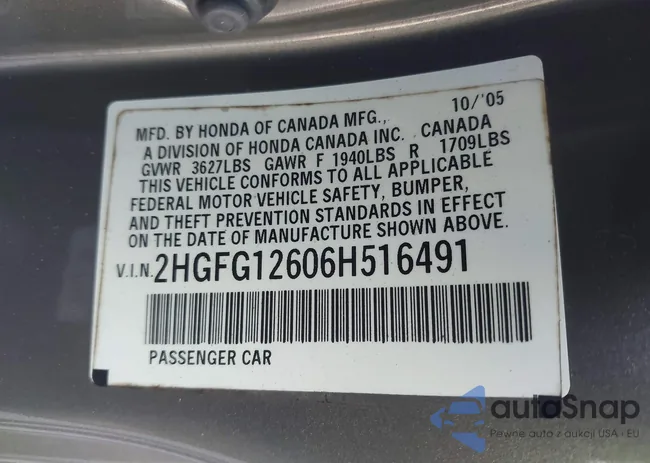 10/'05
MFD. BY HONDA OF CANADA MFG.,
A DIVISION OF HONDA CANADA INC. CANADA
GVWR 3627LBS GAWR F 1940LBS R 1709LBS
THIS VEHICLE CONFORMS TO ALL APPLICABLE
FEDERAL MOTOR VEHICLE SAFETY, BUMPER,
AND THEFT PREVENTION STANDARDS IN EFFECT
ON THE DATE OF MANUFACTURE SHOWN ABOVE.
V.I.N. 2HGFG12606H516491
PASSENGER CAR
autoSnap
Pewne auto z aukcji USA i EU